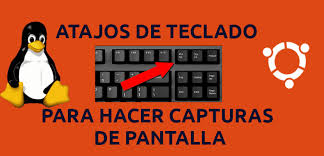 ATAJOS DE TECLADO
PARA HACER CAPTURAS
DE PANTALLA